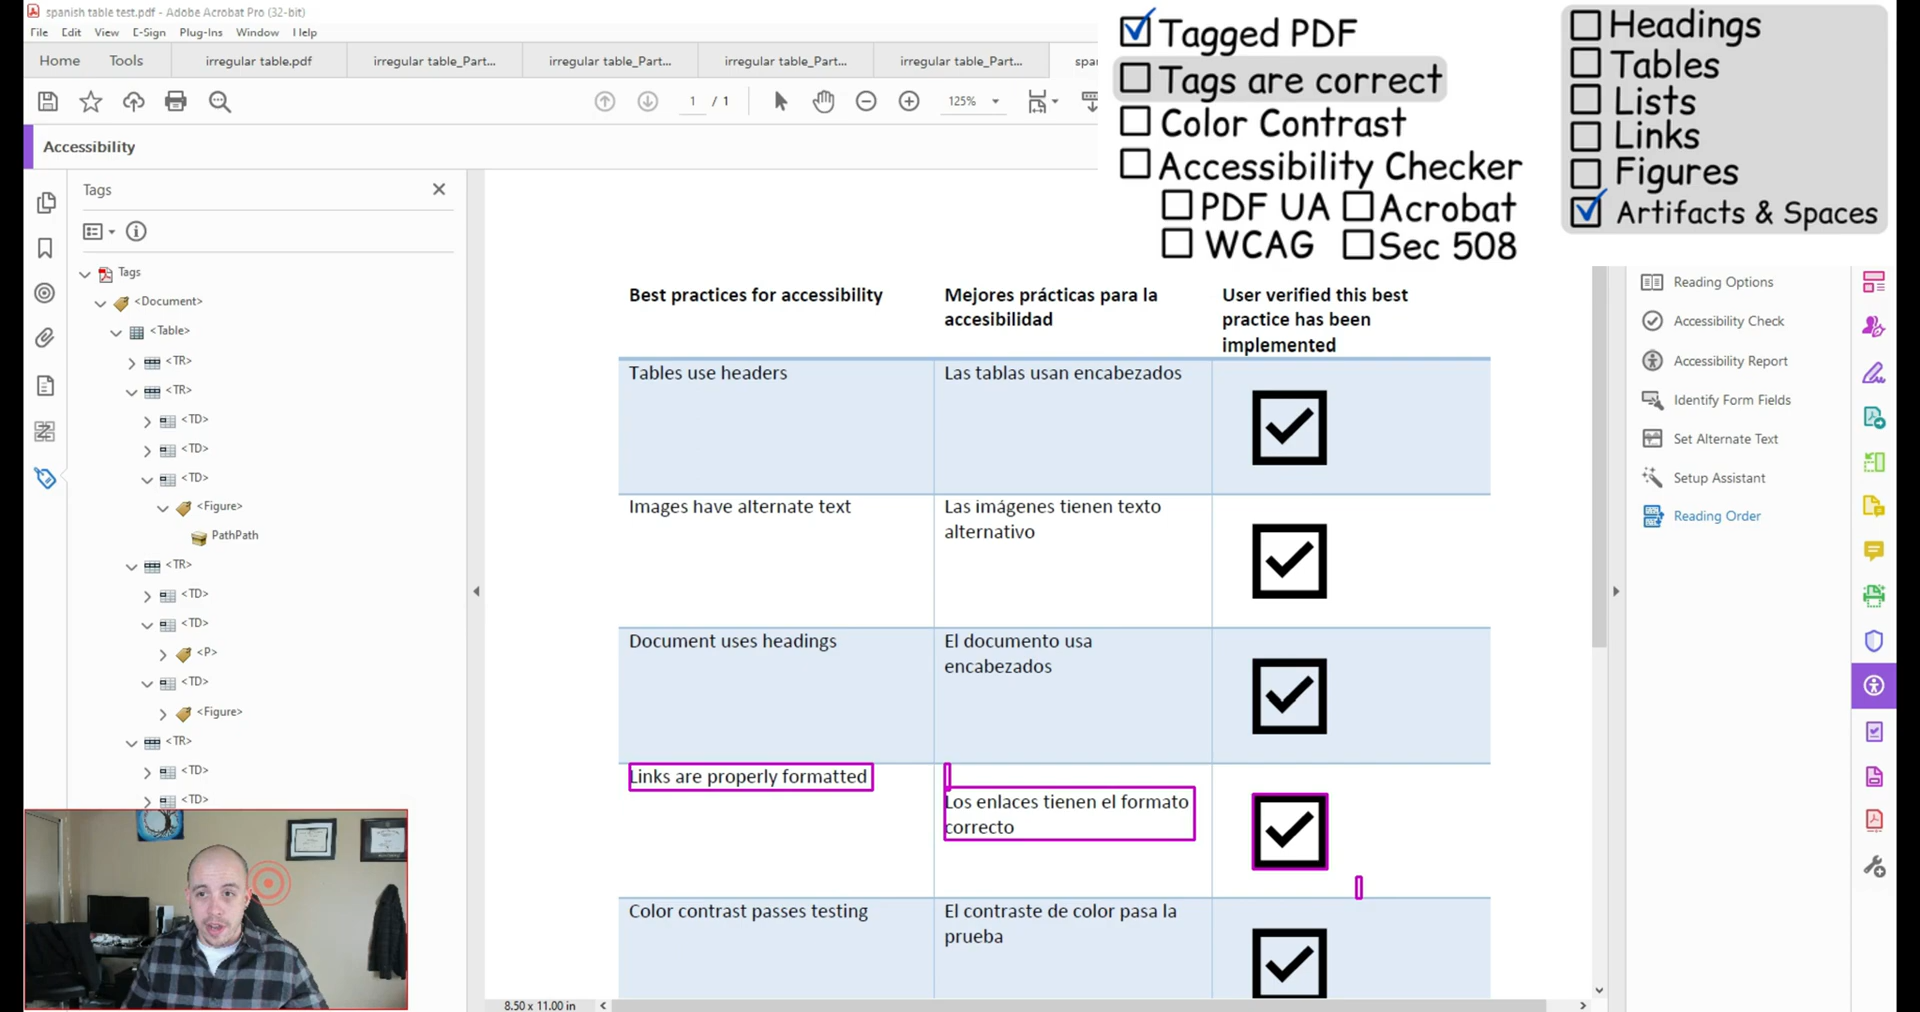 spanish table test.pdf - Adobe Acrobat Pro (32-bit)
File Edit View E-Sign Plug-Ins Window Help
Home Tools irregular table.pdf irregular table_Part... irregular table_Part... irregular table_Part... irregular table_Part... spar
1 / 1 125%
Accessibility
Tagged PDF
Tags are correct
Color Contrast
Accessibility Checker
PDF UA Acrobat
WCAG Sec 508
Headings
Tables
Lists
Links
Figures
Artifacts & Spaces
Tags
Tags
<Document>
<Table>
<TR>
<TR>
<TD>
<TD>
<TD>
<Figure>
PathPath
<TR>
<TD>
<TD>
<P>
<TD>
<Figure>
<TR>
<TD>
<TD>
Best practices for accessibility
Mejores prácticas para la
accesibilidad
User verified this best
practice has been
implemented
Tables use headers
Las tablas usan encabezados
Images have alternate text
Las imágenes tienen texto
alternativo
Document uses headings
El documento usa
encabezados
Links are properly formatted
Los enlaces tienen el formato
correcto
Color contrast passes testing
El contraste de color pasa la
prueba
8.50 x 11.00 in
Reading Options
Accessibility Check
Accessibility Report
Identify Form Fields
Set Alternate Text
Setup Assistant
Reading Order